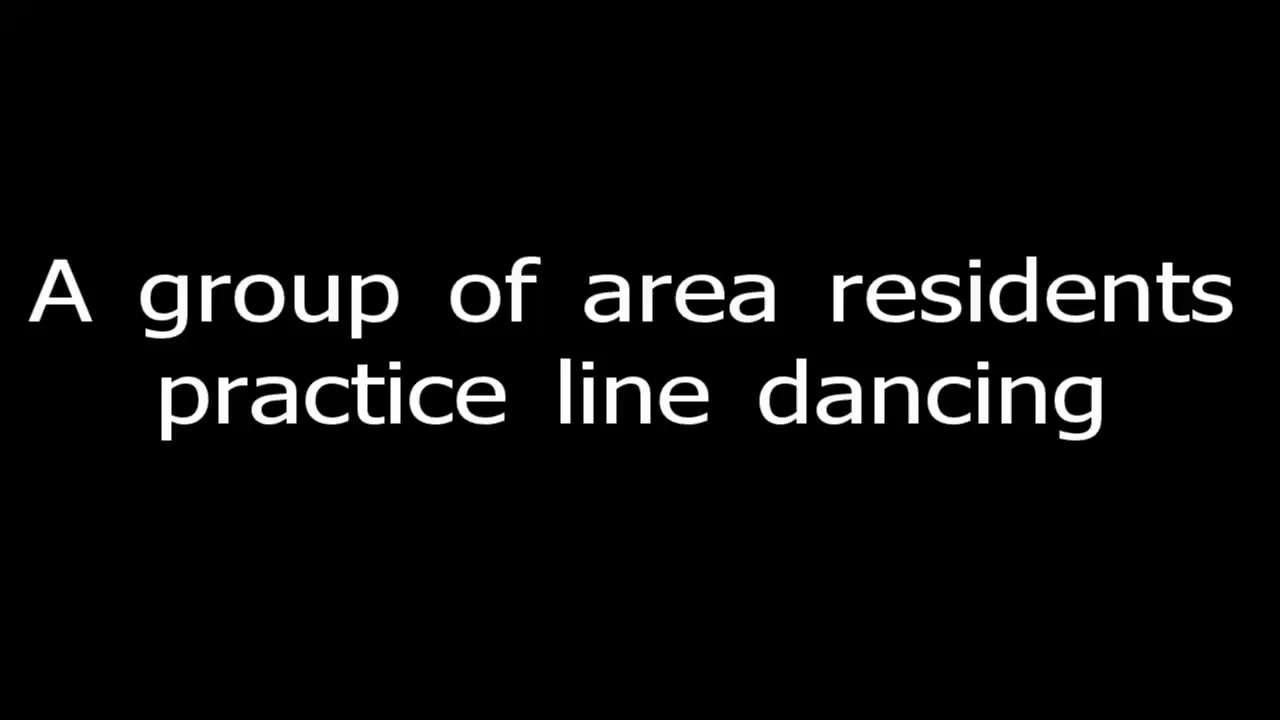 A group of area residents
practice line dancing